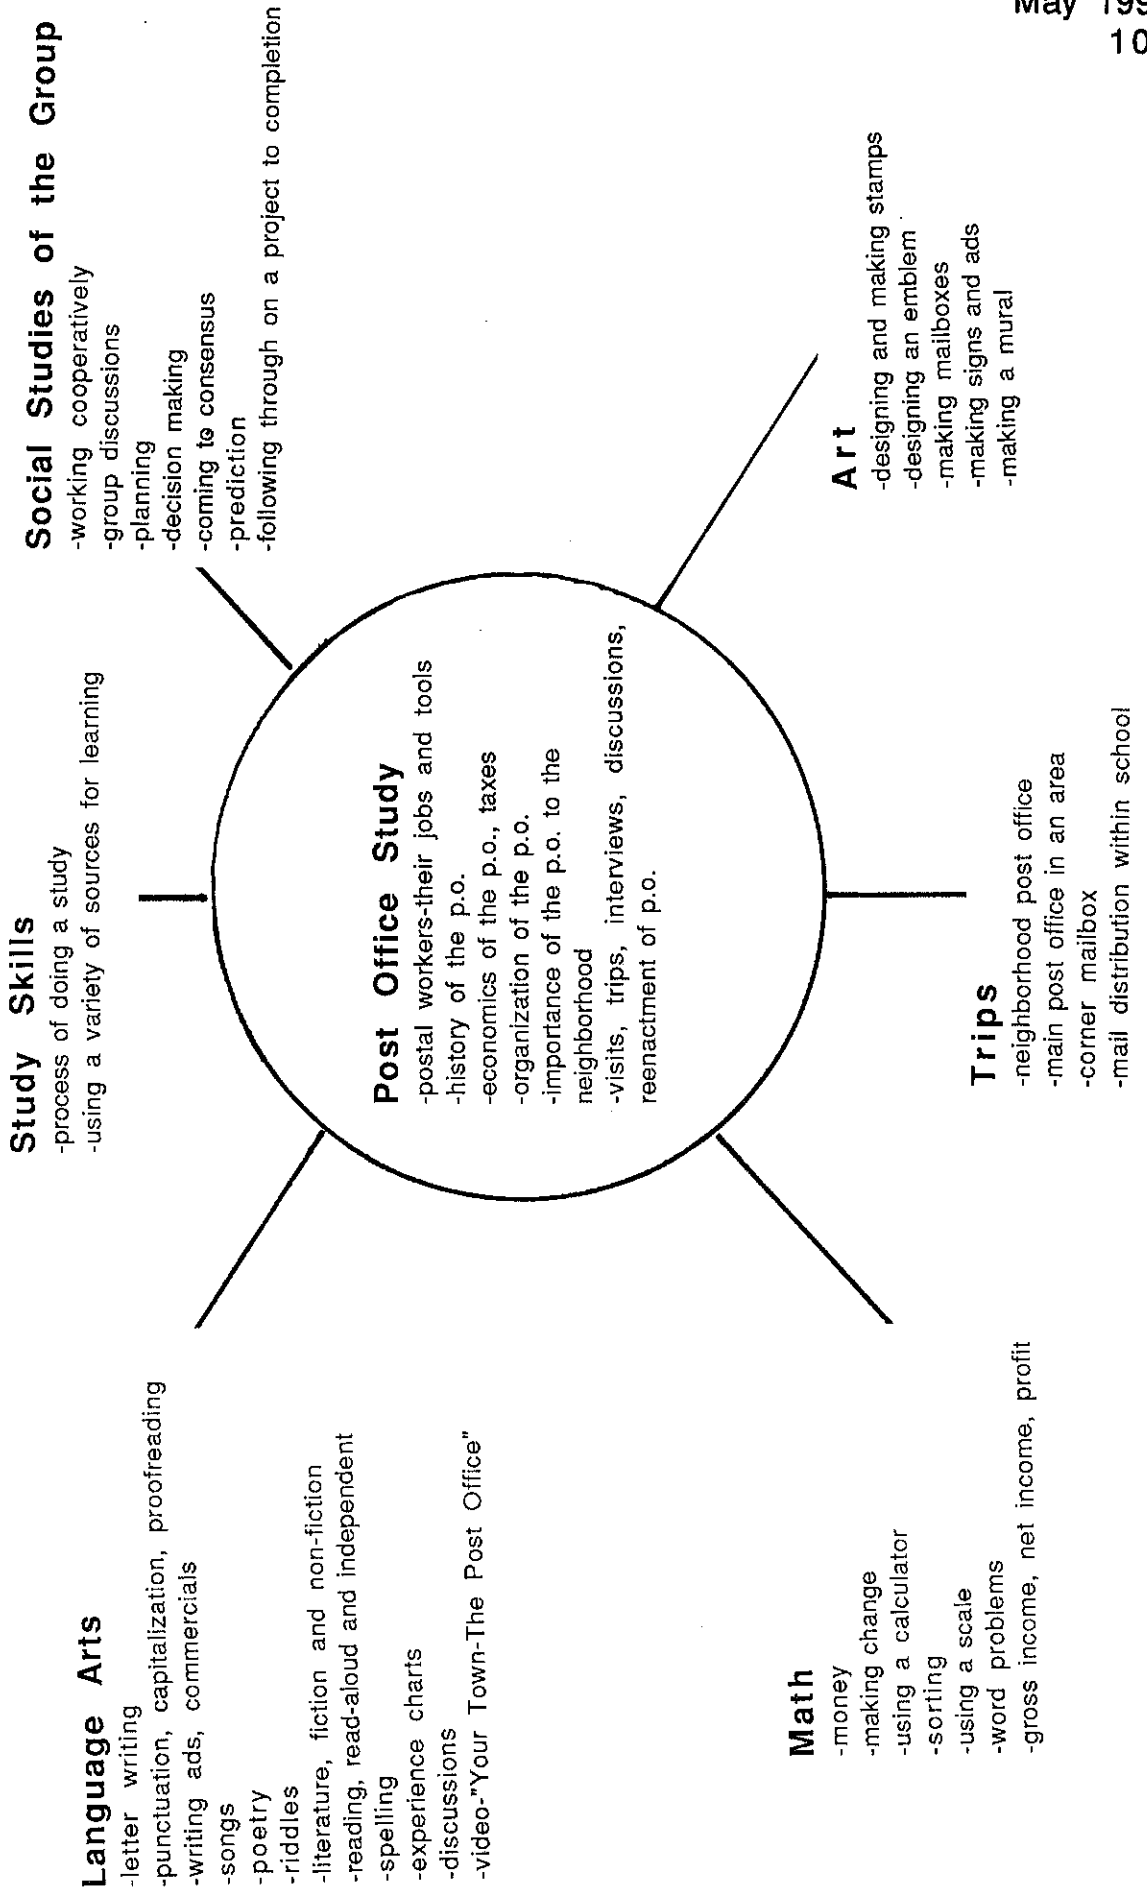 May 199
10
Language Arts
-letter writing
-punctuation, capitalization, proofreading
-writing ads, commercials
-songs
-poetry
-riddles
-literature, fiction and non-fiction
-reading, read-aloud and independent
-spelling
-experience charts
-discussions
-video-"Your Town-The Post Office"
Study Skills
-process of doing a study
-using a variety of sources for learning
Social Studies of the Group
-working cooperatively
-group discussions
-planning
-decision making
-coming to consensus
-prediction
-following through on a project to completion
Post Office Study
-postal workers-their jobs and tools
-history of the p.o.
-economics of the p.o., taxes
-organization of the p.o.
-importance of the p.o. to the
neighborhood
-visits, trips, interviews, discussions,
reenactment of p.o.
Math
-money
-making change
-using a calculator
-sorting
-using a scale
-word problems
-gross income, net income, profit
Trips
-neighborhood post office
-main post office in an area
-corner mailbox
-mail distribution within school
Art
-designing and making stamps
-designing an emblem
-making mailboxes
-making signs and ads
-making a mural